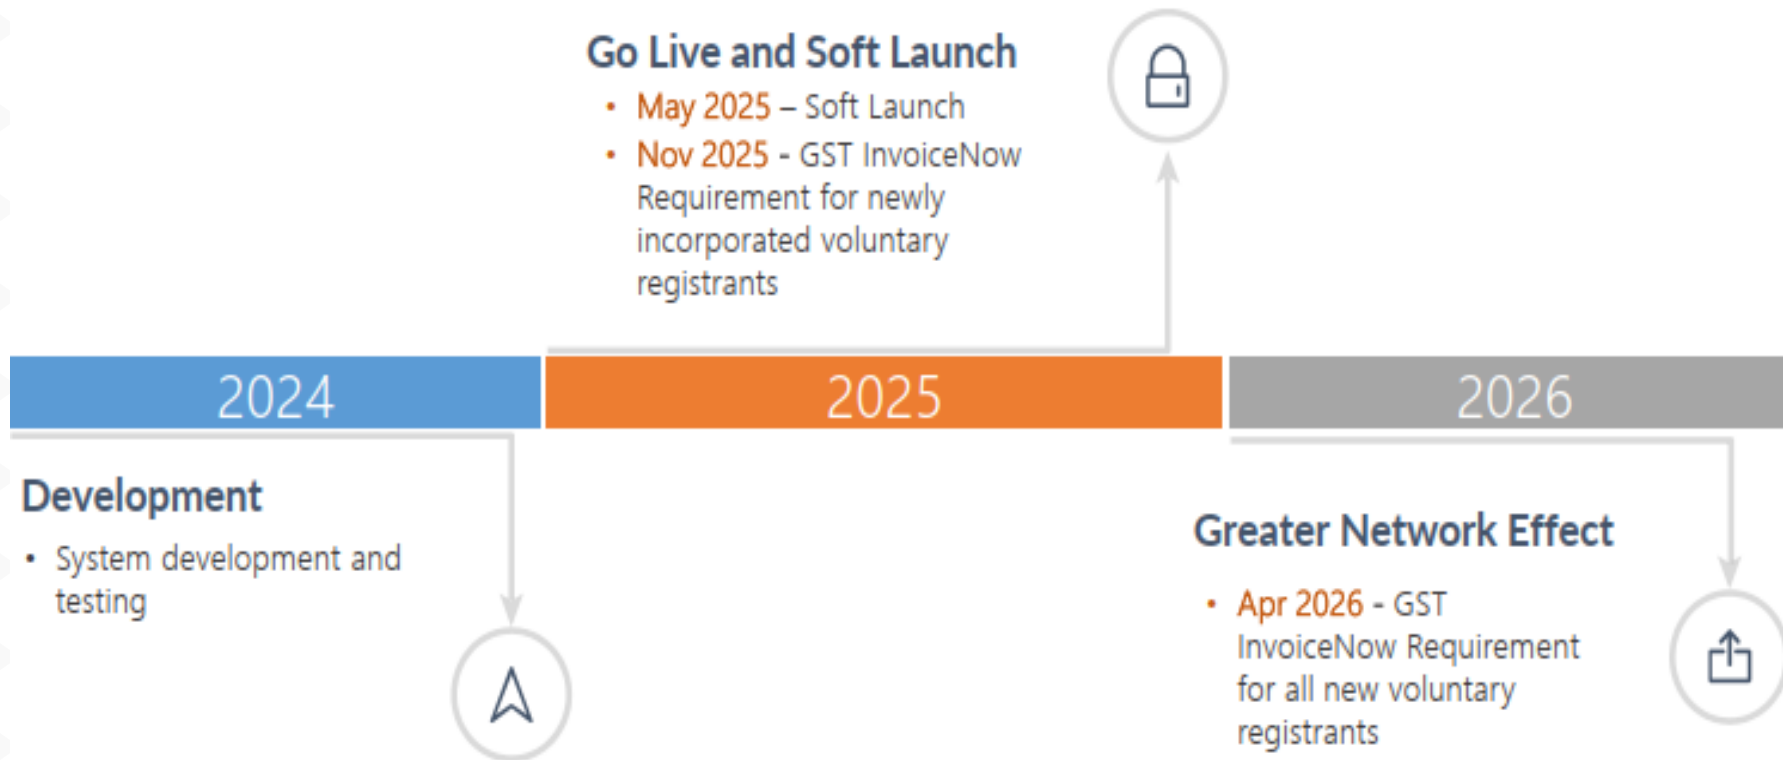 Go Live and Soft Launch
• May 2025 – Soft Launch
• Nov 2025 - GST InvoiceNow
Requirement for newly
incorporated voluntary
registrants
2024
2025
2026
Development
• System development and
testing
Greater Network Effect
• Apr 2026 - GST
InvoiceNow Requirement
for all new voluntary
registrants